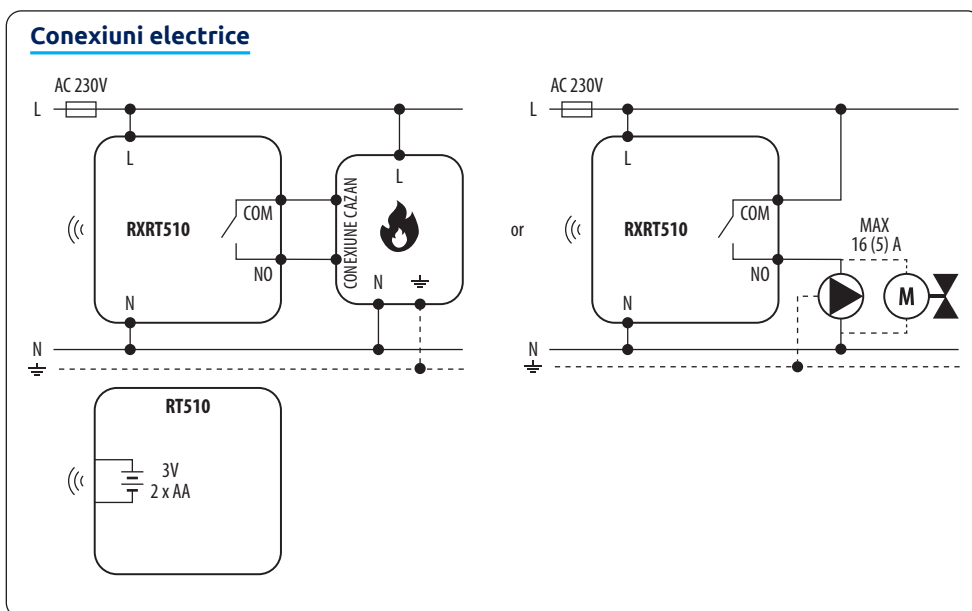 Conexiuni electrice
AC 230V
L
L
RXRT510
COM
NO
N
CONEXIUNE CAZAN
L
N
N
or
AC 230V
L
L
RXRT510
COM
NO
N
MAX
16 (5) A
M
N
RT510
3V
2 x AA